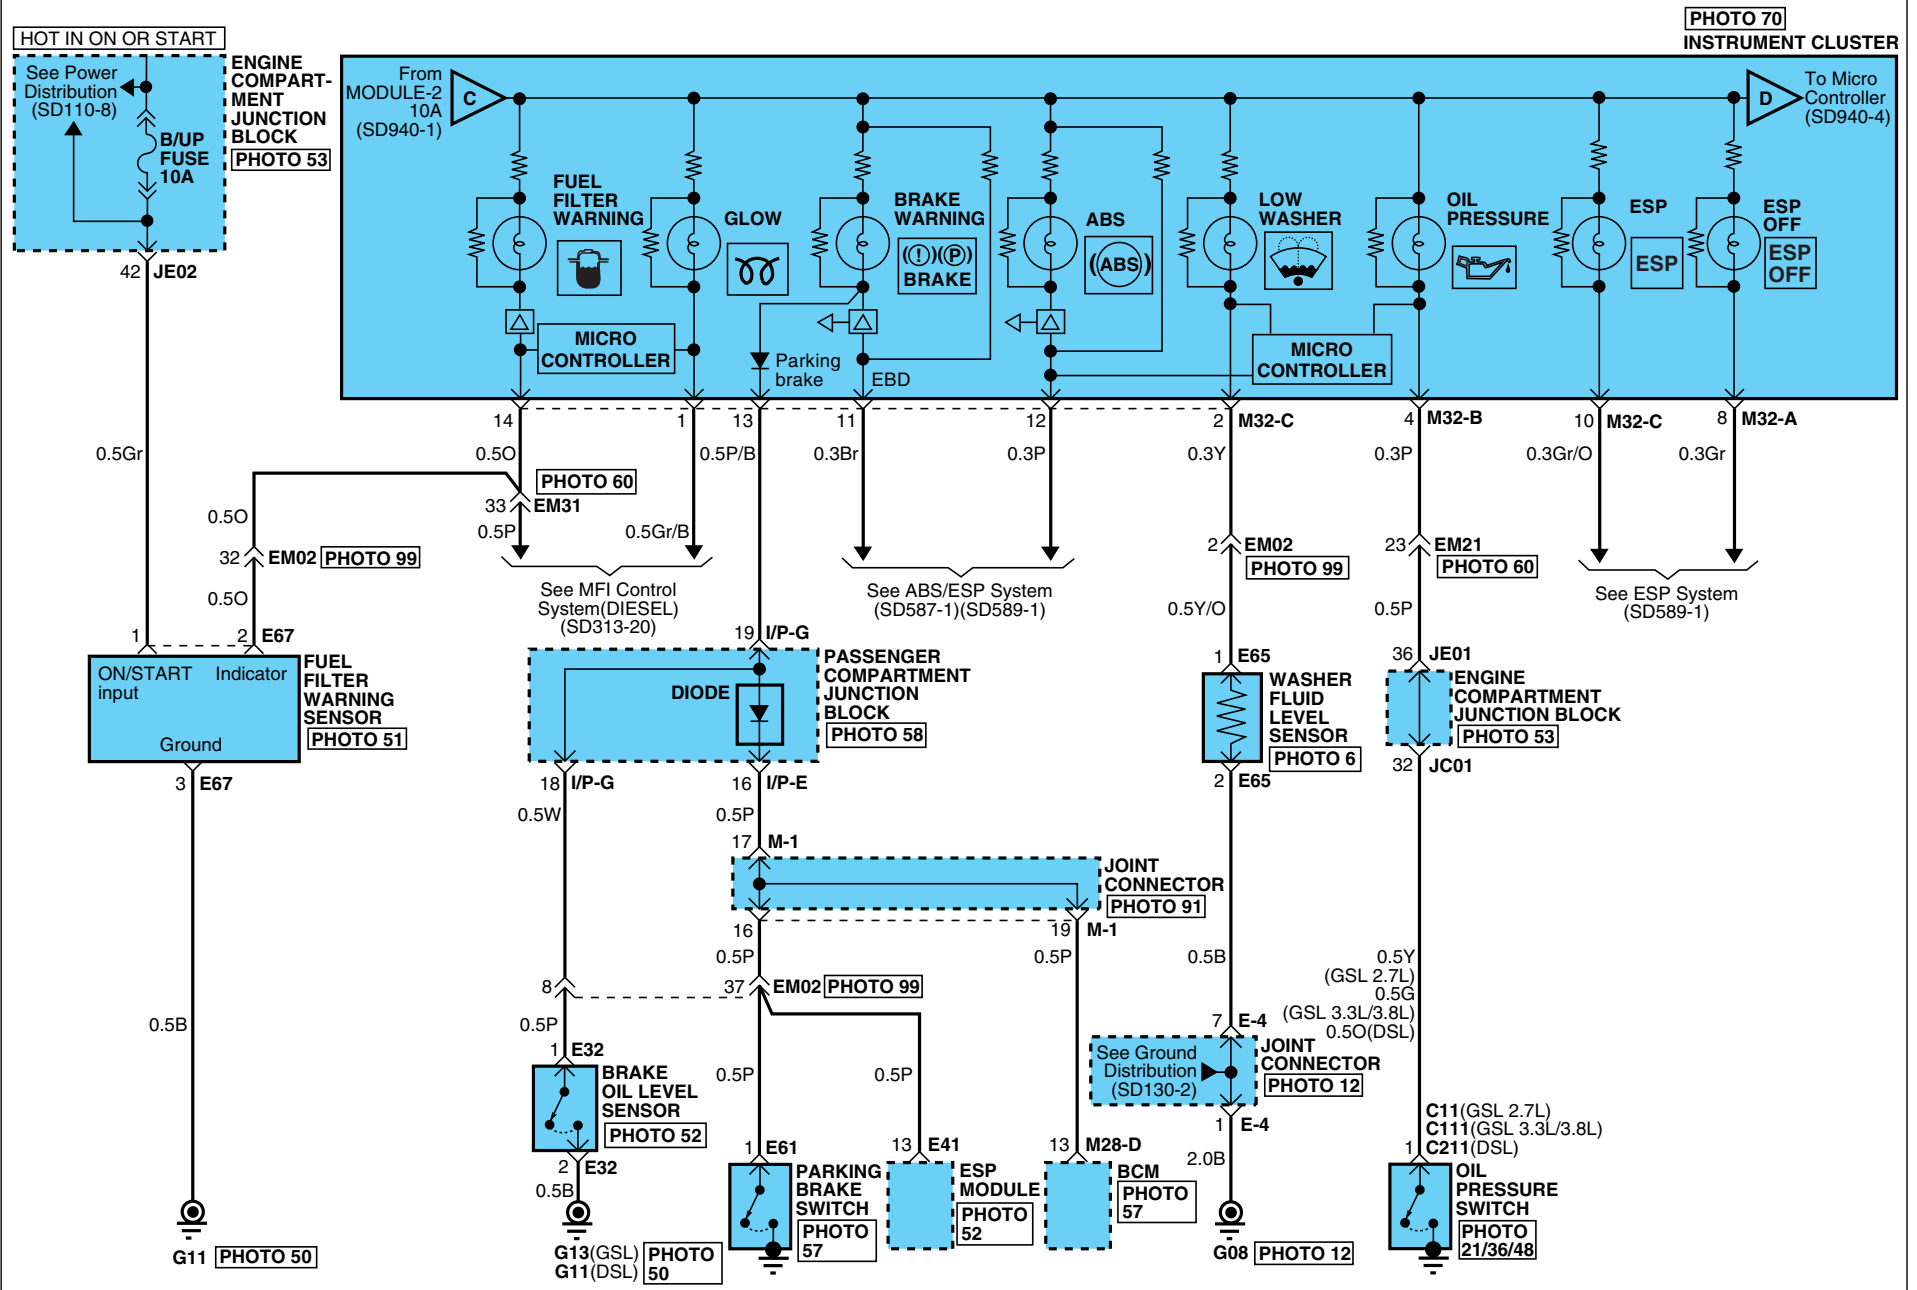 PHOTO 70
INSTRUMENT CLUSTER
HOT IN ON OR START
See Power
Distribution
(SD110-8)
B/UP
FUSE
10A
ENGINE
COMPART-
MENT
JUNCTION
BLOCK
PHOTO 53
42 JE02
From
MODULE-2
10A
(SD940-1)
C
D
To Micro
Controller
(SD940-4)
FUEL
FILTER
WARNING
GLOW
BRAKE
WARNING
(!)(P)
BRAKE
ABS
(ABS)
LOW
WASHER
OIL
PRESSURE
ESP
ESP
ESP
OFF
ESP
OFF
MICRO
CONTROLLER
Parking
brake
EBD
MICRO
CONTROLLER
14
1
13
11
12
2 M32-C
4 M32-B
10 M32-C
8 M32-A
0.5Gr
0.5O
0.5P/B
0.3Br
0.3P
0.3Y
0.3P
0.3Gr/O
0.3Gr
PHOTO 60
33 EM31
0.5P
0.5Gr/B
0.5O
32 EM02 PHOTO 99
0.5O
See MFI Control
System(DIESEL)
(SD313-20)
See ABS/ESP System
(SD587-1)(SD589-1)
2 EM02
PHOTO 99
23 EM21
PHOTO 60
See ESP System
(SD589-1)
0.5Y/O
0.5P
1
2 E67
ON/START
input
Indicator
Ground
FUEL
FILTER
WARNING
SENSOR
PHOTO 51
3 E67
0.5B
G11 PHOTO 50
19 I/P-G
DIODE
PASSENGER
COMPARTMENT
JUNCTION
BLOCK
PHOTO 58
18 I/P-G
16 I/P-E
0.5W
0.5P
17 M-1
JOINT
CONNECTOR
PHOTO 91
16
19 M-1
0.5P
0.5P
8
37 EM02 PHOTO 99
0.5P
0.5P
0.5P
1 E32
BRAKE
OIL LEVEL
SENSOR
PHOTO 52
2 E32
0.5B
G13(GSL)
G11(DSL)
PHOTO
50
1 E61
PARKING
BRAKE
SWITCH
PHOTO
57
13 E41
ESP
MODULE
PHOTO
52
13 M28-D
BCM
PHOTO
57
1 E65
WASHER
FLUID
LEVEL
SENSOR
PHOTO 6
2 E65
0.5B
7 E-4
See Ground
Distribution
(SD130-2)
JOINT
CONNECTOR
PHOTO 12
1 E-4
2.0B
G08 PHOTO 12
36 JE01
ENGINE
COMPARTMENT
JUNCTION BLOCK
PHOTO 53
32 JC01
0.5Y
(GSL 2.7L)
0.5G
(GSL 3.3L/3.8L)
0.5O(DSL)
C11(GSL 2.7L)
C111(GSL 3.3L/3.8L)
1 C211(DSL)
OIL
PRESSURE
SWITCH
PHOTO
21/36/48